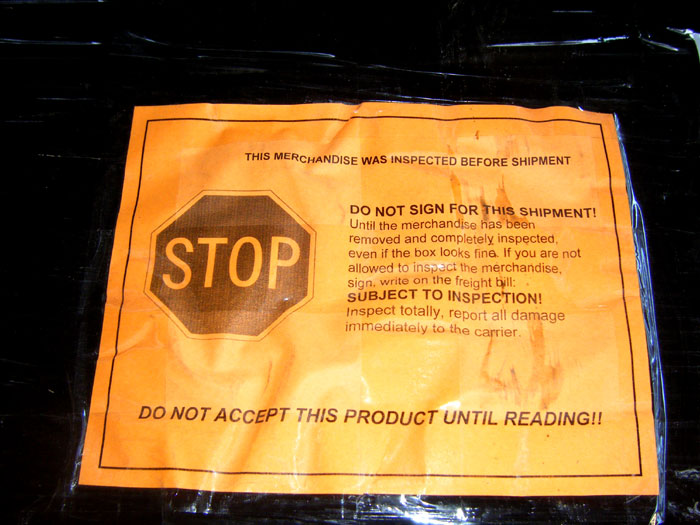 THIS MERCHANDISE WAS INSPECTED BEFORE SHIPMENT
STOP
DO NOT SIGN FOR THIS SHIPMENT!
Until the merchandise has been
removed and completely inspected,
even if the box looks fine. If you are not
allowed to inspect the merchandise,
sign, write on the freight bill:
SUBJECT TO INSPECTION!
Inspect totally, report all damage
immediately to the carrier.
DO NOT ACCEPT THIS PRODUCT UNTIL READING!!